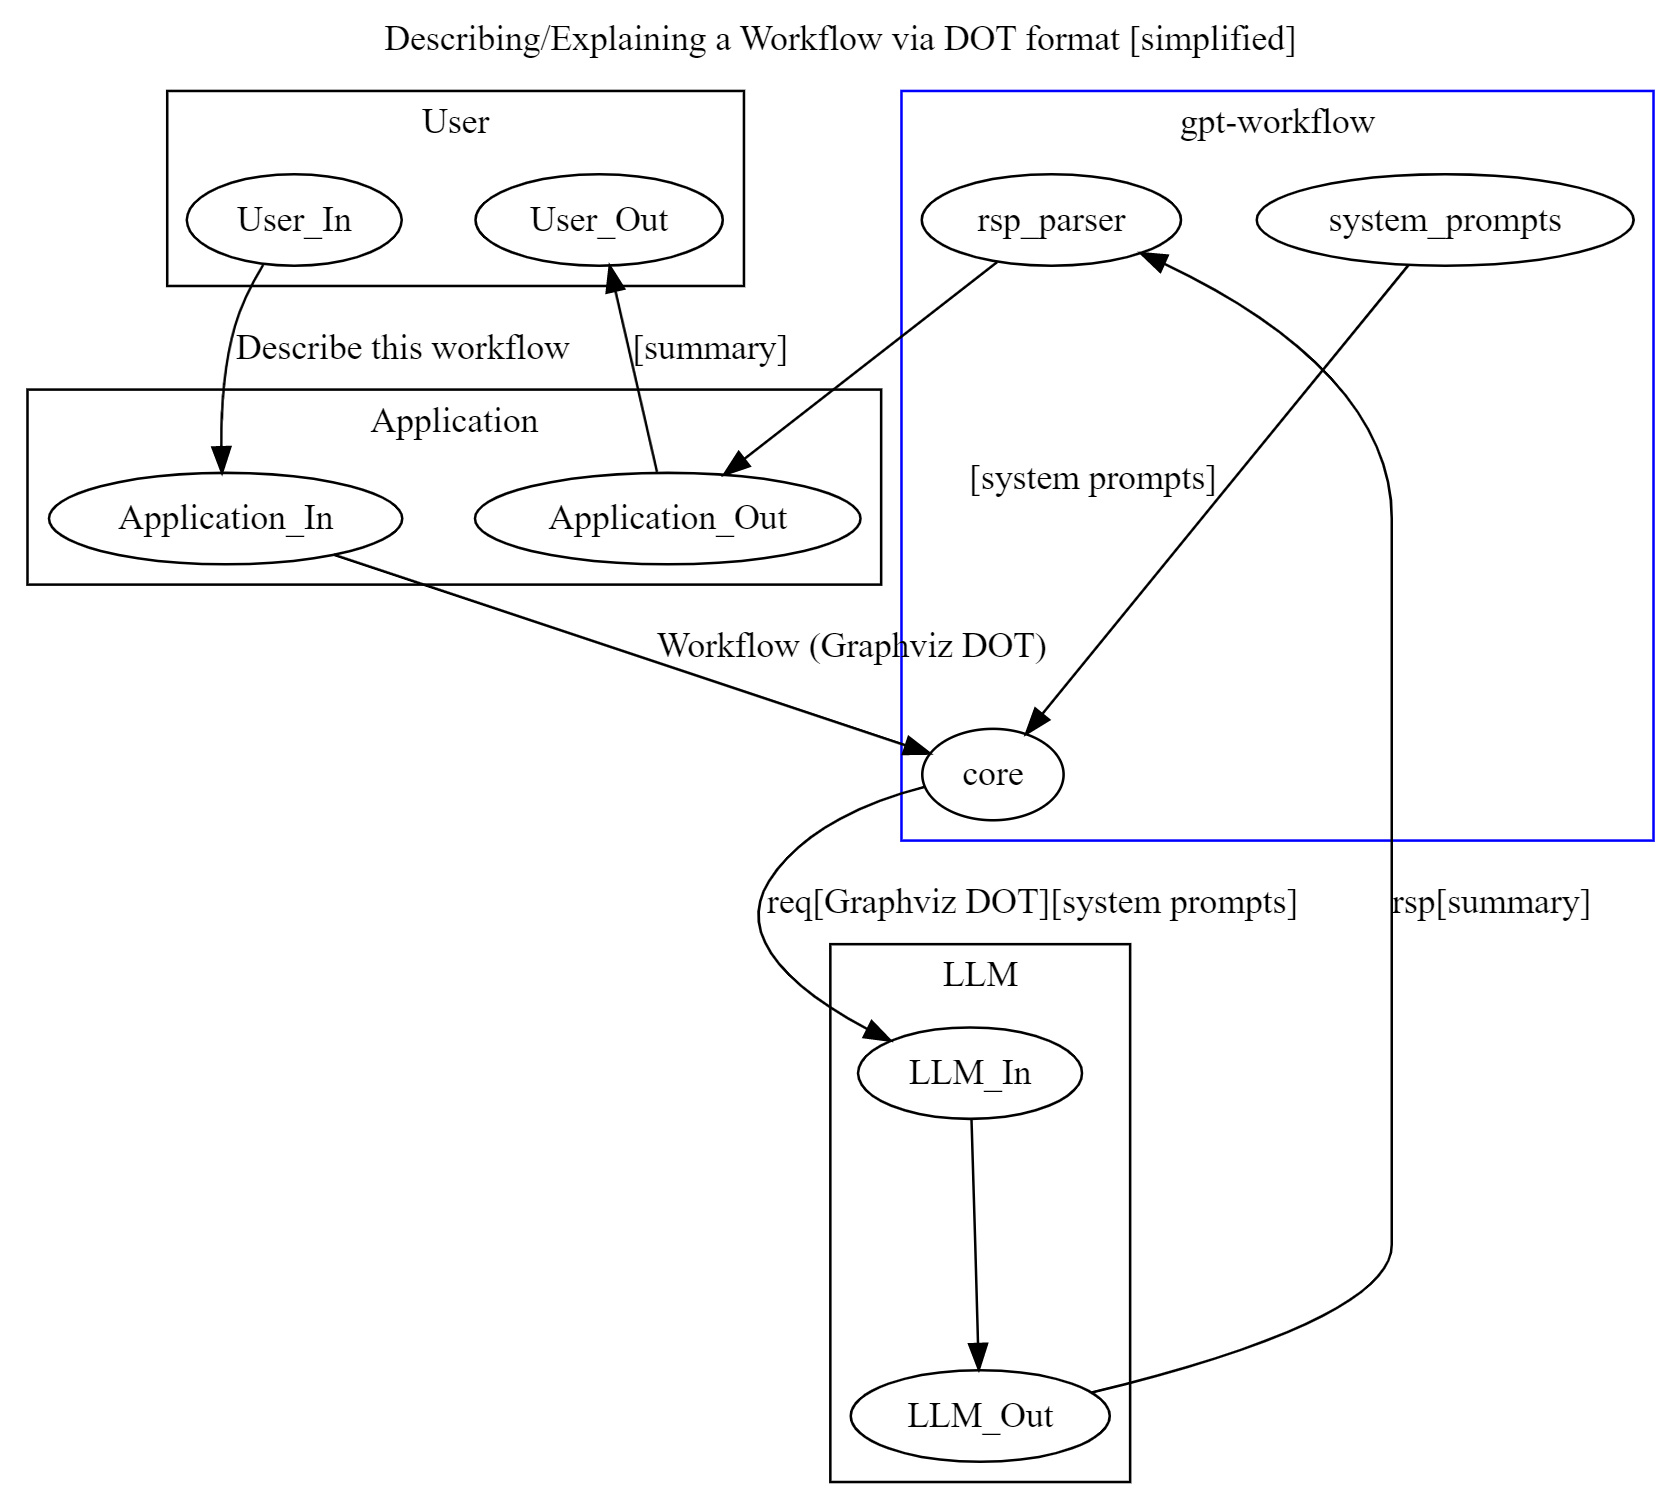 Describing/Explaining a Workflow via DOT format [simplified]
User
gpt-workflow
User_In
User_Out
rsp_parser
system_prompts
Describe this workflow
[summary]
Application
[system prompts]
Application_In
Application_Out
Workflow (Graphviz DOT)
core
req[Graphviz DOT][system prompts]
rsp[summary]
LLM
LLM_In
LLM_Out